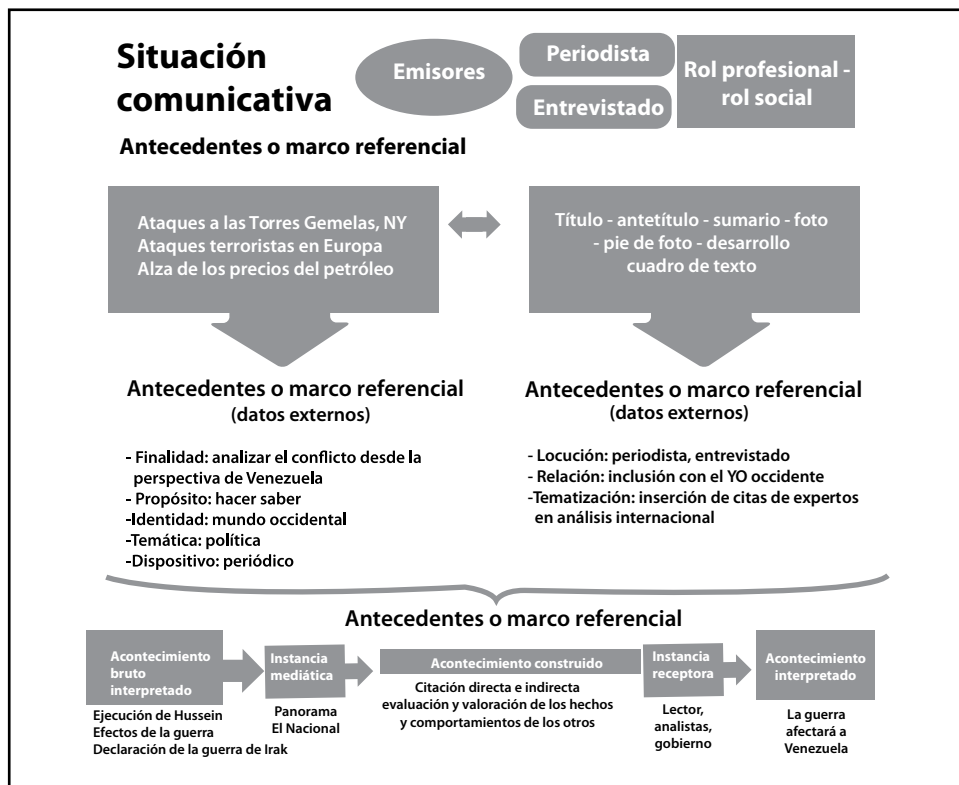 Situación
comunicativa
Emisores
Periodista
Entrevistado
Rol profesional -
rol social
Antecedentes o marco referencial
Ataques a las Torres Gemelas, NY
Ataques terroristas en Europa
Alza de los precios del petróleo
Título - antetítulo - sumario - foto
- pie de foto - desarrollo
cuadro de texto
Antecedentes o marco referencial
(datos externos)
- Finalidad: analizar el conflicto desde la
perspectiva de Venezuela
- Propósito: hacer saber
-Identidad: mundo occidental
-Temática: política
-Dispositivo: periódico
Antecedentes o marco referencial
(datos externos)
- Locución: periodista, entrevistado
- Relación: inclusión con el YO occidente
-Tematización: inserción de citas de expertos
en análisis internacional
Antecedentes o marco referencial
Acontecimiento
bruto
interpretado
Ejecución de Hussein
Efectos de la guerra
Declaración de la guerra de Irak
Instancia
mediática
Panorama
El Nacional
Acontecimiento construido
Citación directa e indirecta
evaluación y valoración de los hechos
y comportamientos de los otros
Instancia
receptora
Lector,
analistas,
gobierno
Acontecimiento
interpretado
La guerra
afectará a
Venezuela